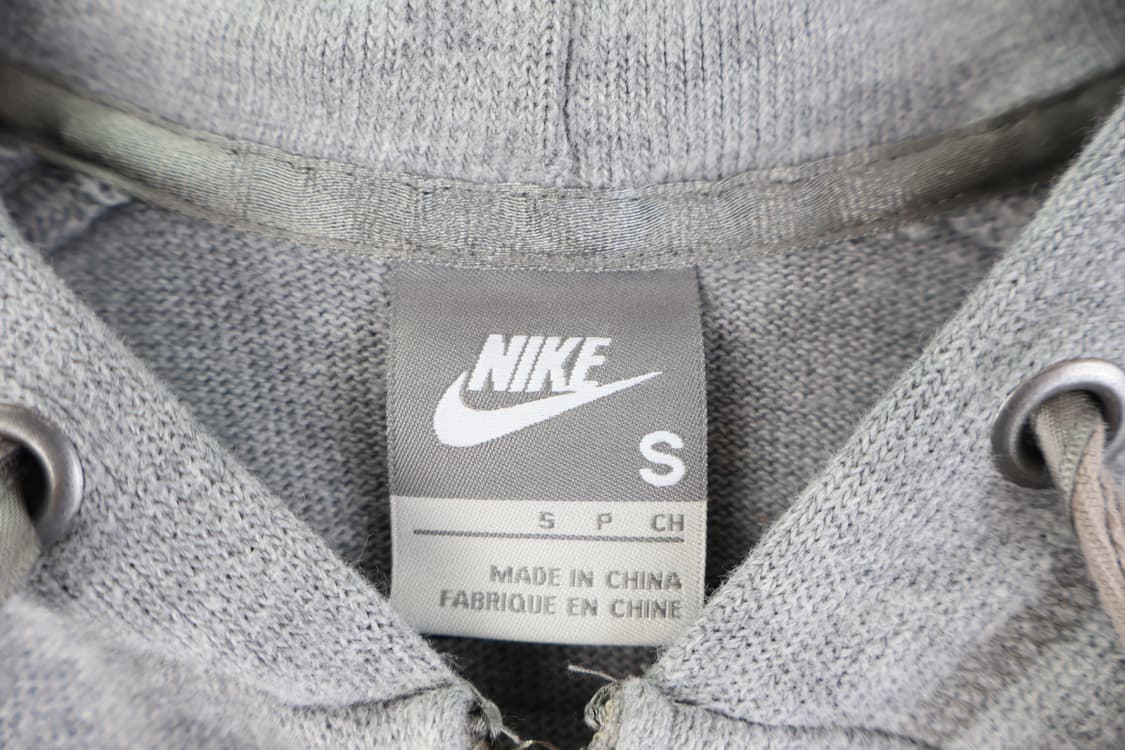 NIKE
S
S P CH
MADE IN CHINA
FABRIQUE EN CHINE